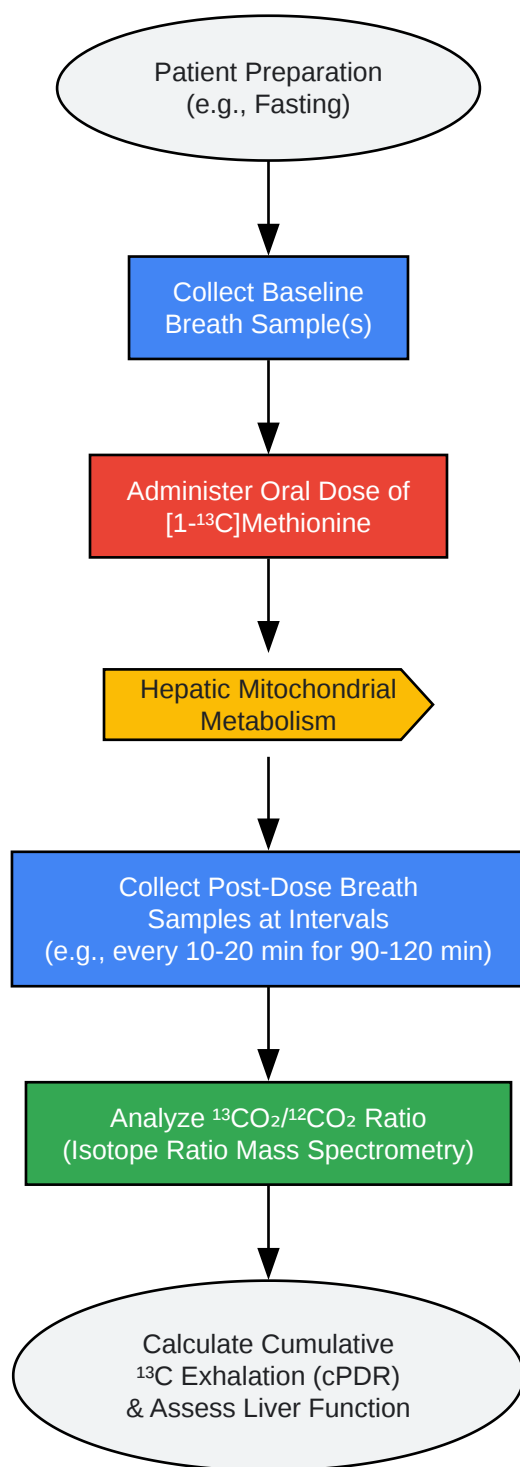 Patient Preparation
(e.g., Fasting)
Collect Baseline
Breath Sample(s)
Administer Oral Dose of
[1-¹³C]Methionine
Hepatic Mitochondrial
Metabolism
Collect Post-Dose Breath
Samples at Intervals
(e.g., every 10-20 min for 90-120 min)
Analyze ¹³CO₂/¹²CO₂ Ratio
(Isotope Ratio Mass Spectrometry)
Calculate Cumulative
¹³C Exhalation (cPDR)
& Assess Liver Function